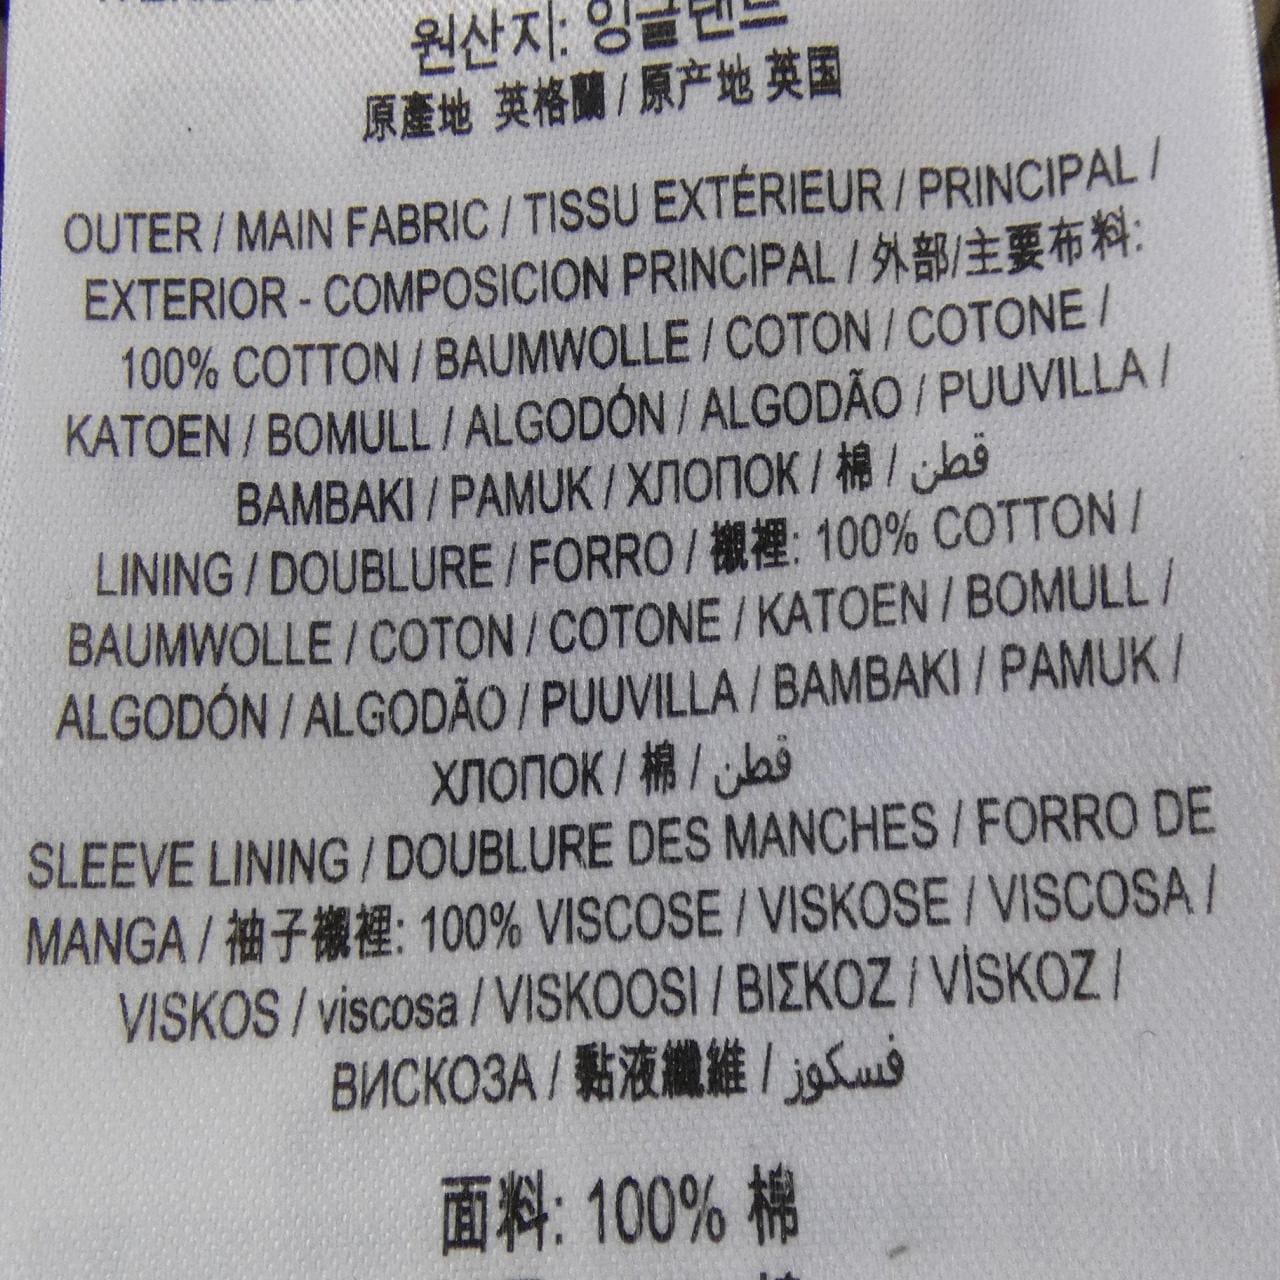 원산지: 잉글랜드
原產地 英格蘭 / 原产地 英国
OUTER / MAIN FABRIC / TISSU EXTÉRIEUR / PRINCIPAL /
EXTERIOR - COMPOSICION PRINCIPAL / 外部/主要布料:
100% COTTON / BAUMWOLLE / COTON / COTONE /
KATOEN / BOMULL / ALGODÓN / ALGODÃO / PUUVILLA /
BAMBAKI / PAMUK / ХЛОПОК / 棉 / قطن
LINING / DOUBLURE / FORRO / 襯裡: 100% COTTON /
BAUMWOLLE / COTON / COTONE / KATOEN / BOMULL /
ALGODÓN / ALGODÃO / PUUVILLA / BAMBAKI / PAMUK /
ХЛОПОК / 棉 / قطن
SLEEVE LINING / DOUBLURE DES MANCHES / FORRO DE
MANGA / 袖子襯裡: 100% VISCOSE / VISKOSE / VISCOSA /
VISKOS / viscosa / VISKOOSI / ΒΙΣΚΟΖ / VİSKOZ /
ВИСКОЗА / 黏液纖維 / فسكوز
面料: 100% 棉